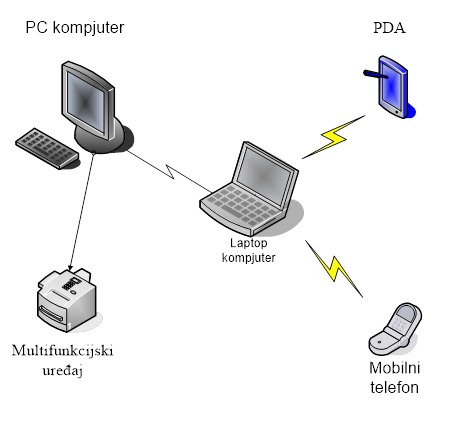 PC kompjuter
PDA
Laptop
kompjuter
Multifunkcijski
uređaj
Mobilni
telefon